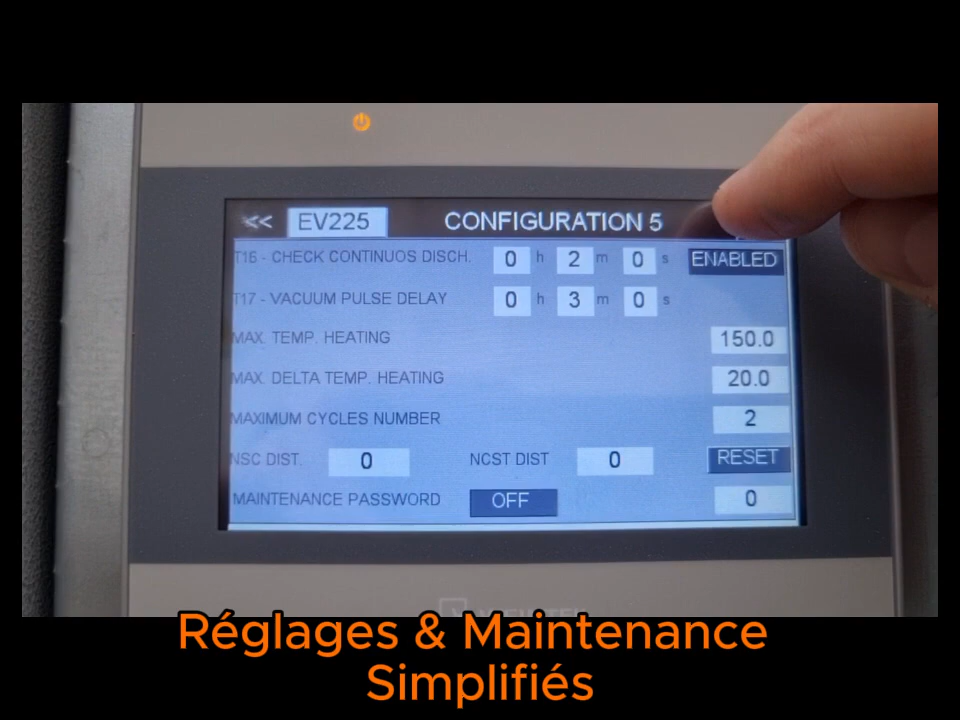 << EV225 CONFIGURATION 5
T16 - CHECK CONTINUOS DISCH. 0 h 2 m 0 s ENABLED
T17 - VACUUM PULSE DELAY 0 h 3 m 0 s
MAX. TEMP. HEATING 150.0
MAX. DELTA TEMP. HEATING 20.0
MAXIMUM CYCLES NUMBER 2
NSC DIST. 0 NCST DIST 0 RESET
MAINTENANCE PASSWORD OFF 0
Réglages & Maintenance
Simplifiés